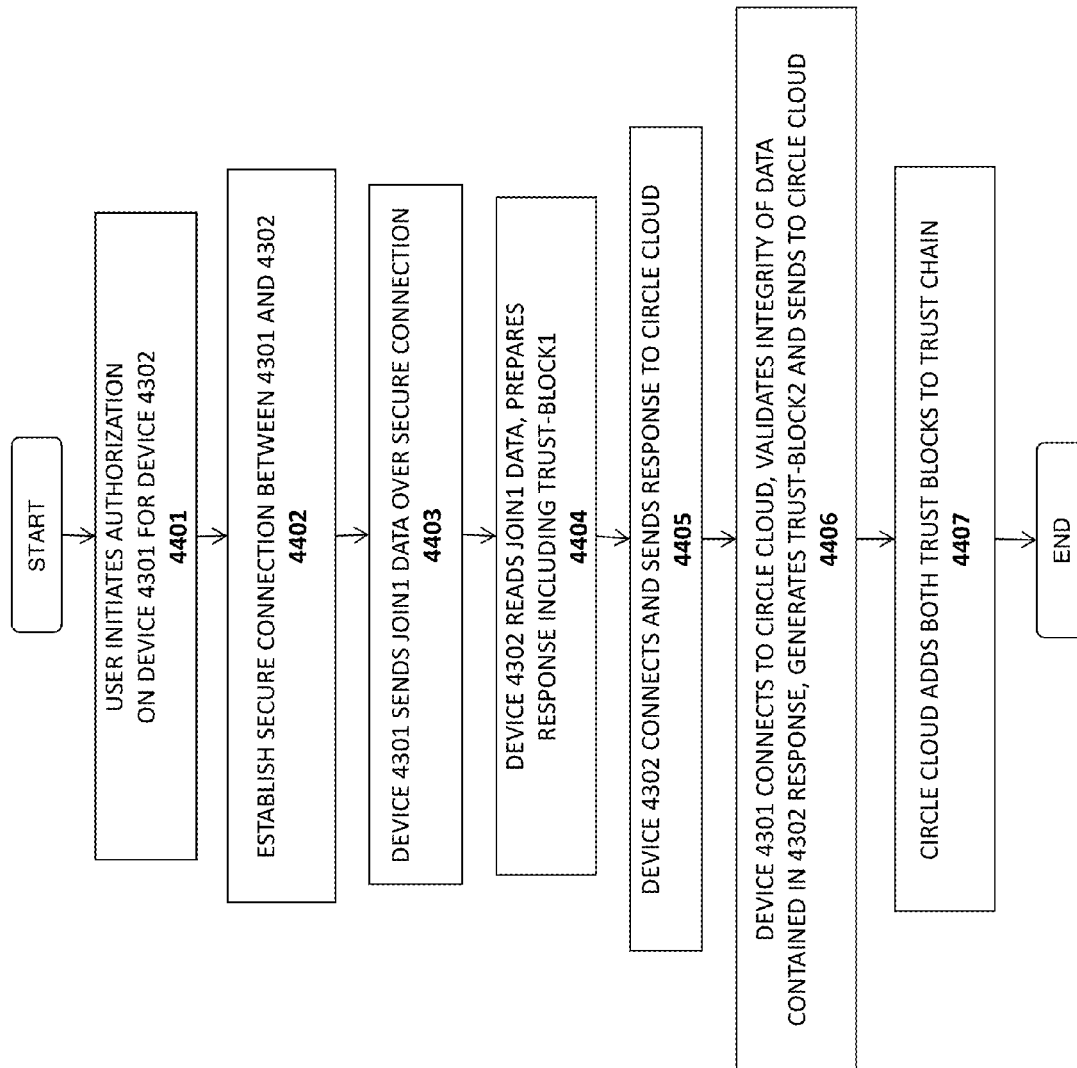 START
USER INITIATES AUTHORIZATION
ON DEVICE 4301 FOR DEVICE 4302
4401
ESTABLISH SECURE CONNECTION BETWEEN 4301 AND 4302
4402
DEVICE 4301 SENDS JOIN1 DATA OVER SECURE CONNECTION
4403
DEVICE 4302 READS JOIN1 DATA, PREPARES
RESPONSE INCLUDING TRUST-BLOCK1
4404
DEVICE 4302 CONNECTS AND SENDS RESPONSE TO CIRCLE CLOUD
4405
DEVICE 4301 CONNECTS TO CIRCLE CLOUD, VALIDATES INTEGRITY OF DATA
CONTAINED IN 4302 RESPONSE, GENERATES TRUST-BLOCK2 AND SENDS TO CIRCLE CLOUD
4406
CIRCLE CLOUD ADDS BOTH TRUST BLOCKS TO TRUST CHAIN
4407
END